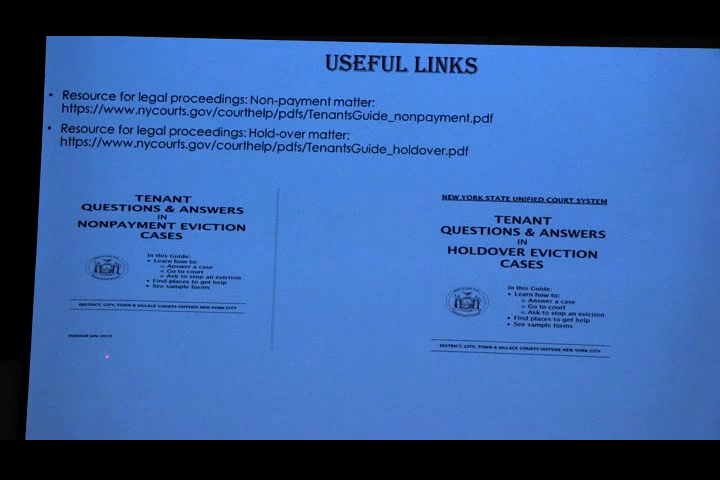 USEFUL LINKS
• Resource for legal proceedings: Non-payment matter:
https://www.nycourts.gov/courthelp/pdfs/TenantsGuide_nonpayment.pdf
• Resource for legal proceedings: Hold-over matter:
https://www.nycourts.gov/courthelp/pdfs/TenantsGuide_holdover.pdf
TENANT
QUESTIONS & ANSWERS
IN
NONPAYMENT EVICTION
CASES
In this Guide:
• Learn how to:
o Answer a case
o Go to court
o Ask to stop an eviction
• Find places to get help
• See sample forms
DISTRICT, CITY, TOWN & VILLAGE COURTS OUTSIDE NEW YORK CITY
Updated July 2019
NEW YORK STATE UNIFIED COURT SYSTEM
TENANT
QUESTIONS & ANSWERS
IN
HOLDOVER EVICTION
CASES
In this Guide:
• Learn how to:
o Answer a case
o Go to court
o Ask to stop an eviction
• Find places to get help
• See sample forms
DISTRICT, CITY, TOWN & VILLAGE COURTS OUTSIDE NEW YORK CITY